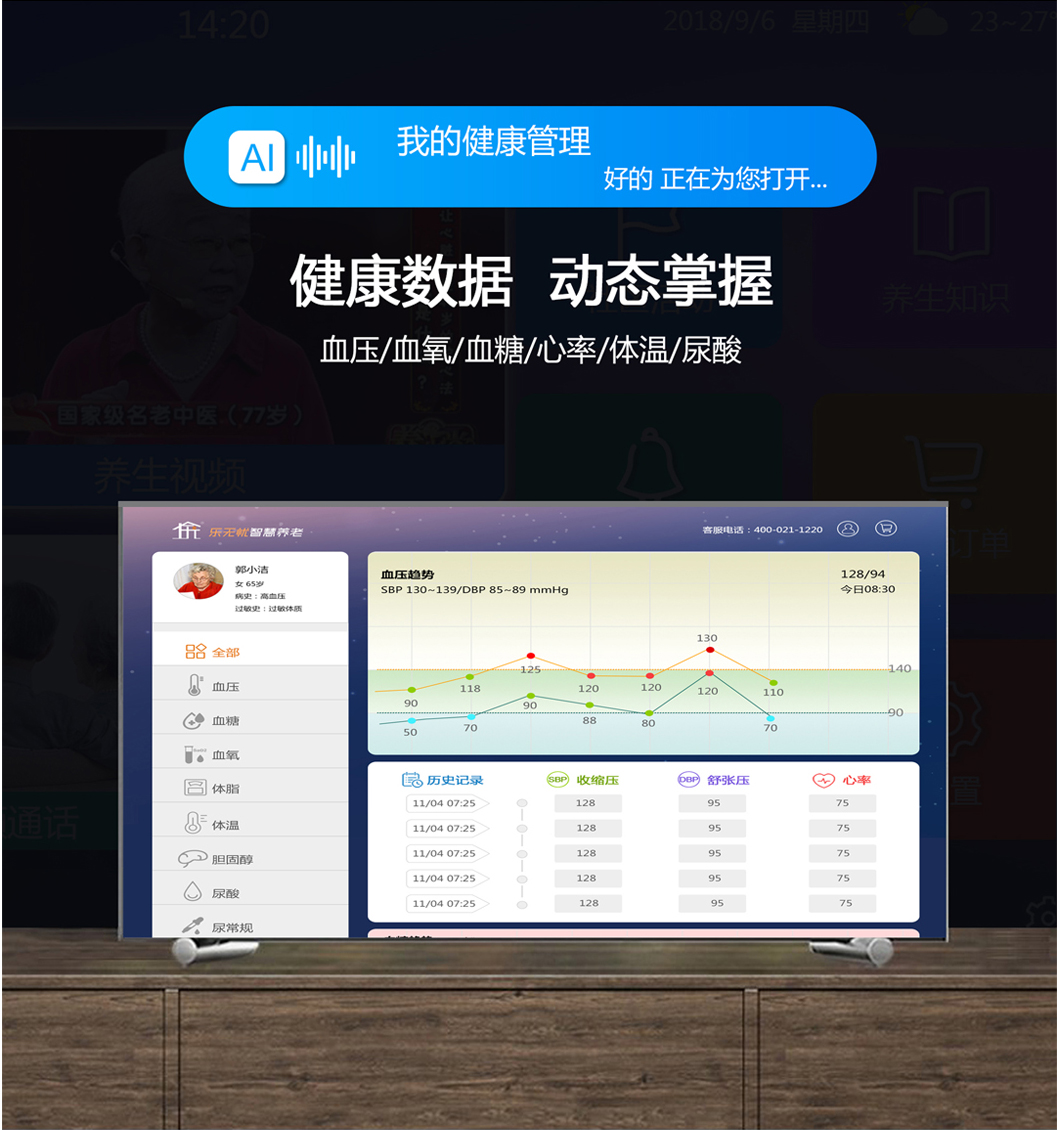 14:20
2018/9/6 星期四
23~27
AI
我的健康管理
好的 正在为您打开...
养生知识
健康数据 动态掌握
血压/血氧/血糖/心率/体温/尿酸
国家级名老中医（77岁）
养生视频
订单
通话
置
乐无忧智慧养老
客服电话：400-021-1220
郭小洁
女 65岁
病史：高血压
过敏史：过敏体质
全部
血压
血糖
血氧
体脂
体温
胆固醇
尿酸
尿常规
血压趋势
SBP 130~139/DBP 85~89 mmHg
128/94
今日08:30
130
140
125
118
120
120
120
110
90
90
90
88
80
50
70
70
历史记录
SBP 收缩压
DBP 舒张压
心率
11/04 07:25 128 95 75
11/04 07:25 128 95 75
11/04 07:25 128 95 75
11/04 07:25 128 95 75
11/04 07:25 128 95 75